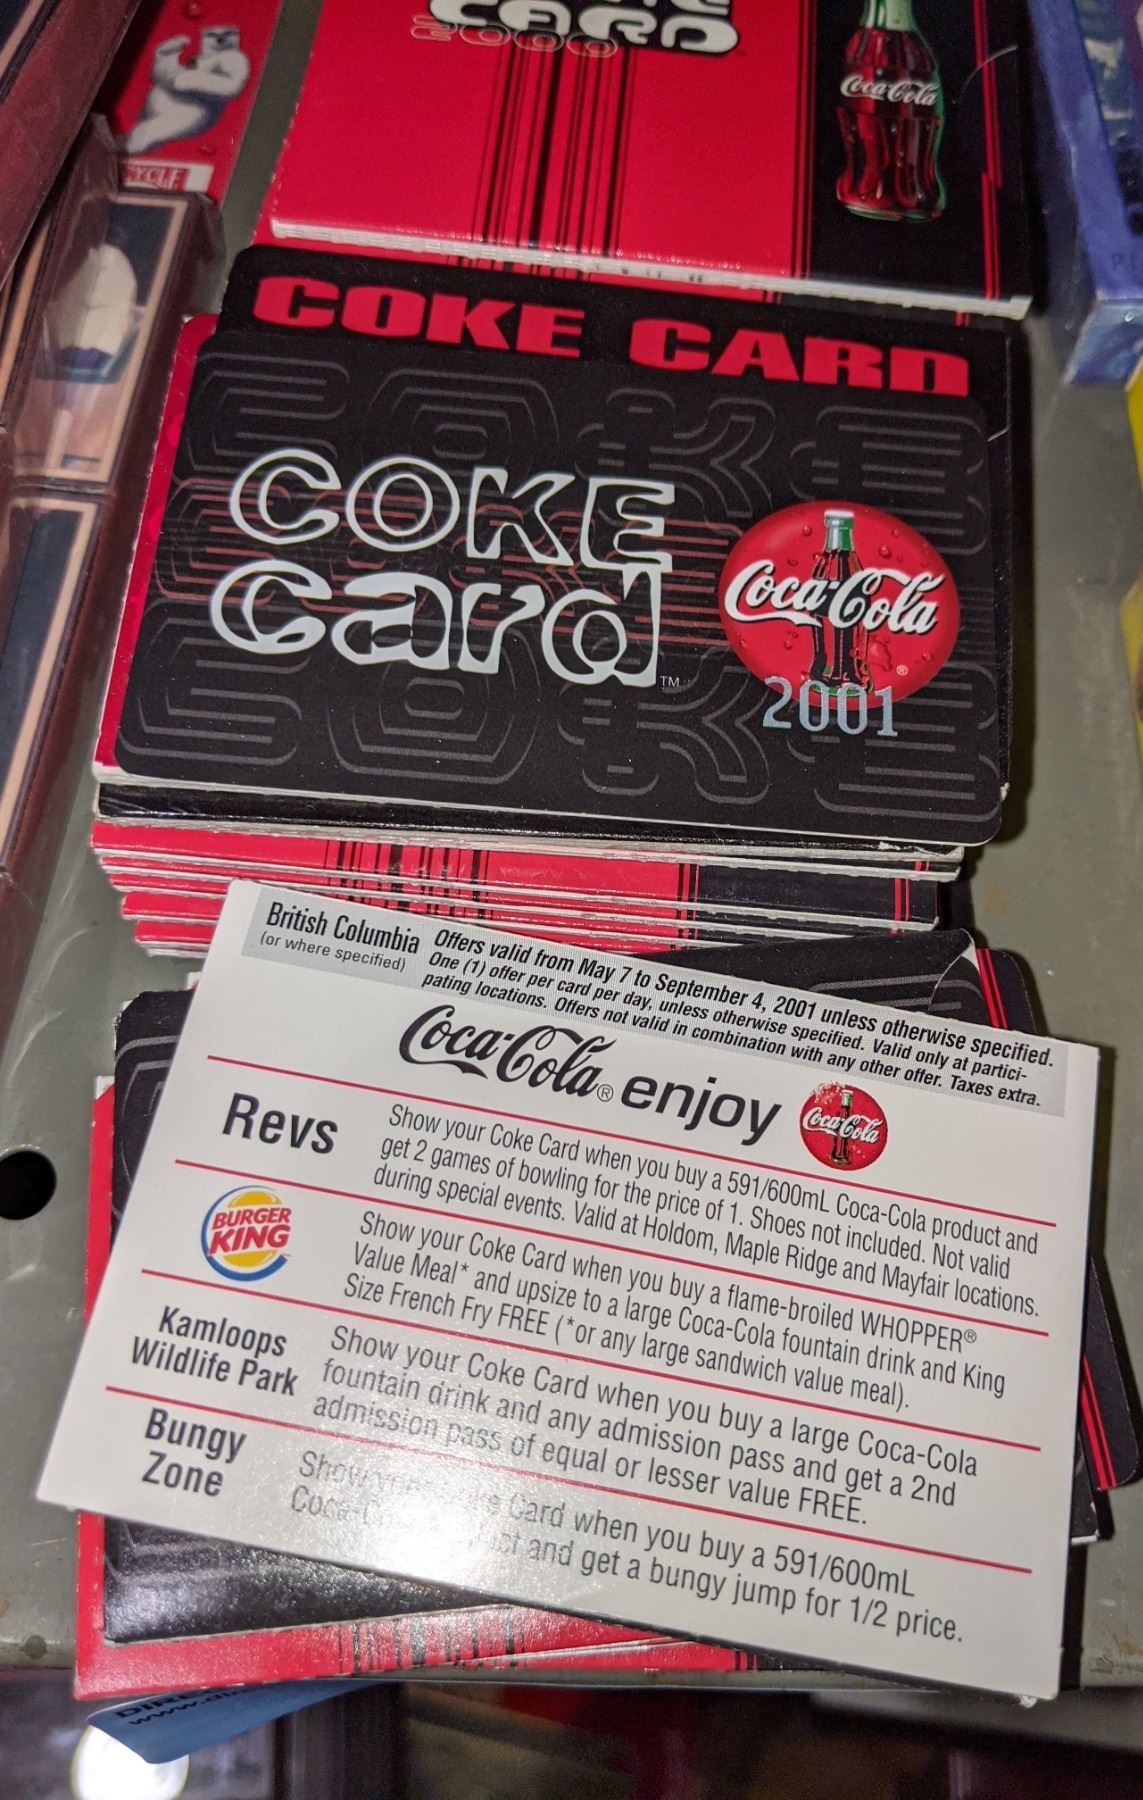 CARD
2000
Coca-Cola
COKE CARD
COKE
card™
Coca-Cola®
2001
British Columbia
(or where specified)
Offers valid from May 7 to September 4, 2001 unless otherwise specified.
One (1) offer per card per day, unless otherwise specified. Valid only at partici-
pating locations. Offers not valid in combination with any other offer. Taxes extra.
Coca-Cola® enjoy Coca-Cola
Revs
Show your Coke Card when you buy a 591/600mL Coca-Cola product and
get 2 games of bowling for the price of 1. Shoes not included. Not valid
during special events. Valid at Holdom, Maple Ridge and Mayfair locations.
BURGER
KING
Show your Coke Card when you buy a flame-broiled WHOPPER®
Value Meal* and upsize to a large Coca-Cola fountain drink and King
Size French Fry FREE (*or any large sandwich value meal).
Kamloops
Wildlife Park
Show your Coke Card when you buy a large Coca-Cola
fountain drink and any admission pass and get a 2nd
admission pass of equal or lesser value FREE.
Bungy
Zone
Show your Coke Card when you buy a 591/600mL
Coca-Cola product and get a bungy jump for 1/2 price.